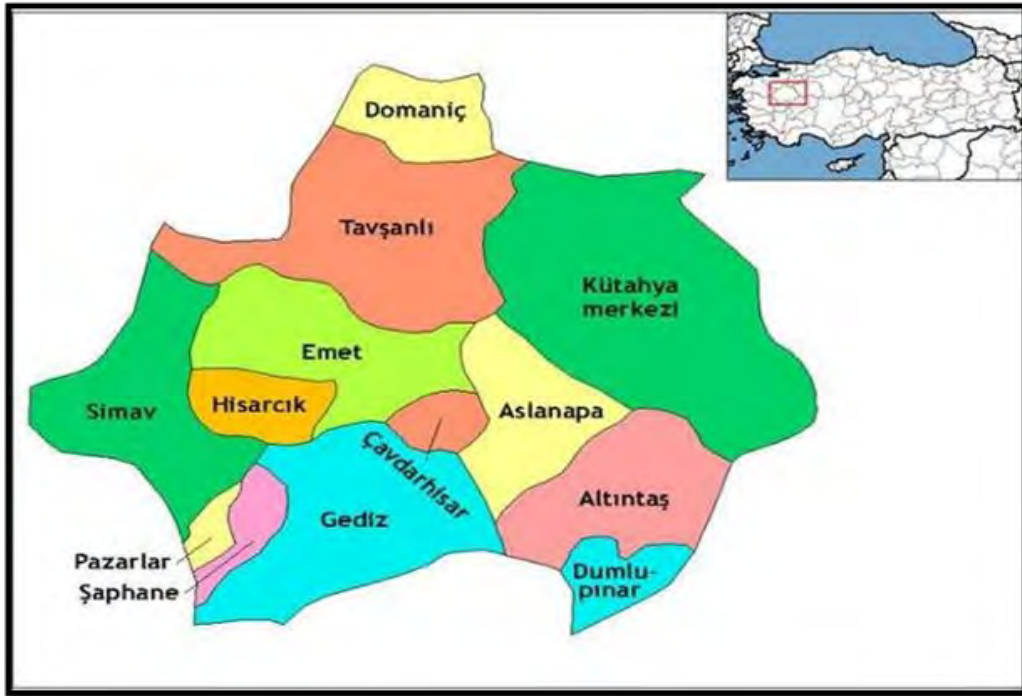 Domaniç
Tavşanlı
Kütahya
merkezi
Emet
Simav
Hisarcık
Aslanapa
Çavdarhisar
Altıntaş
Gediz
Pazarlar
Şaphane
Dumlu-
pınar